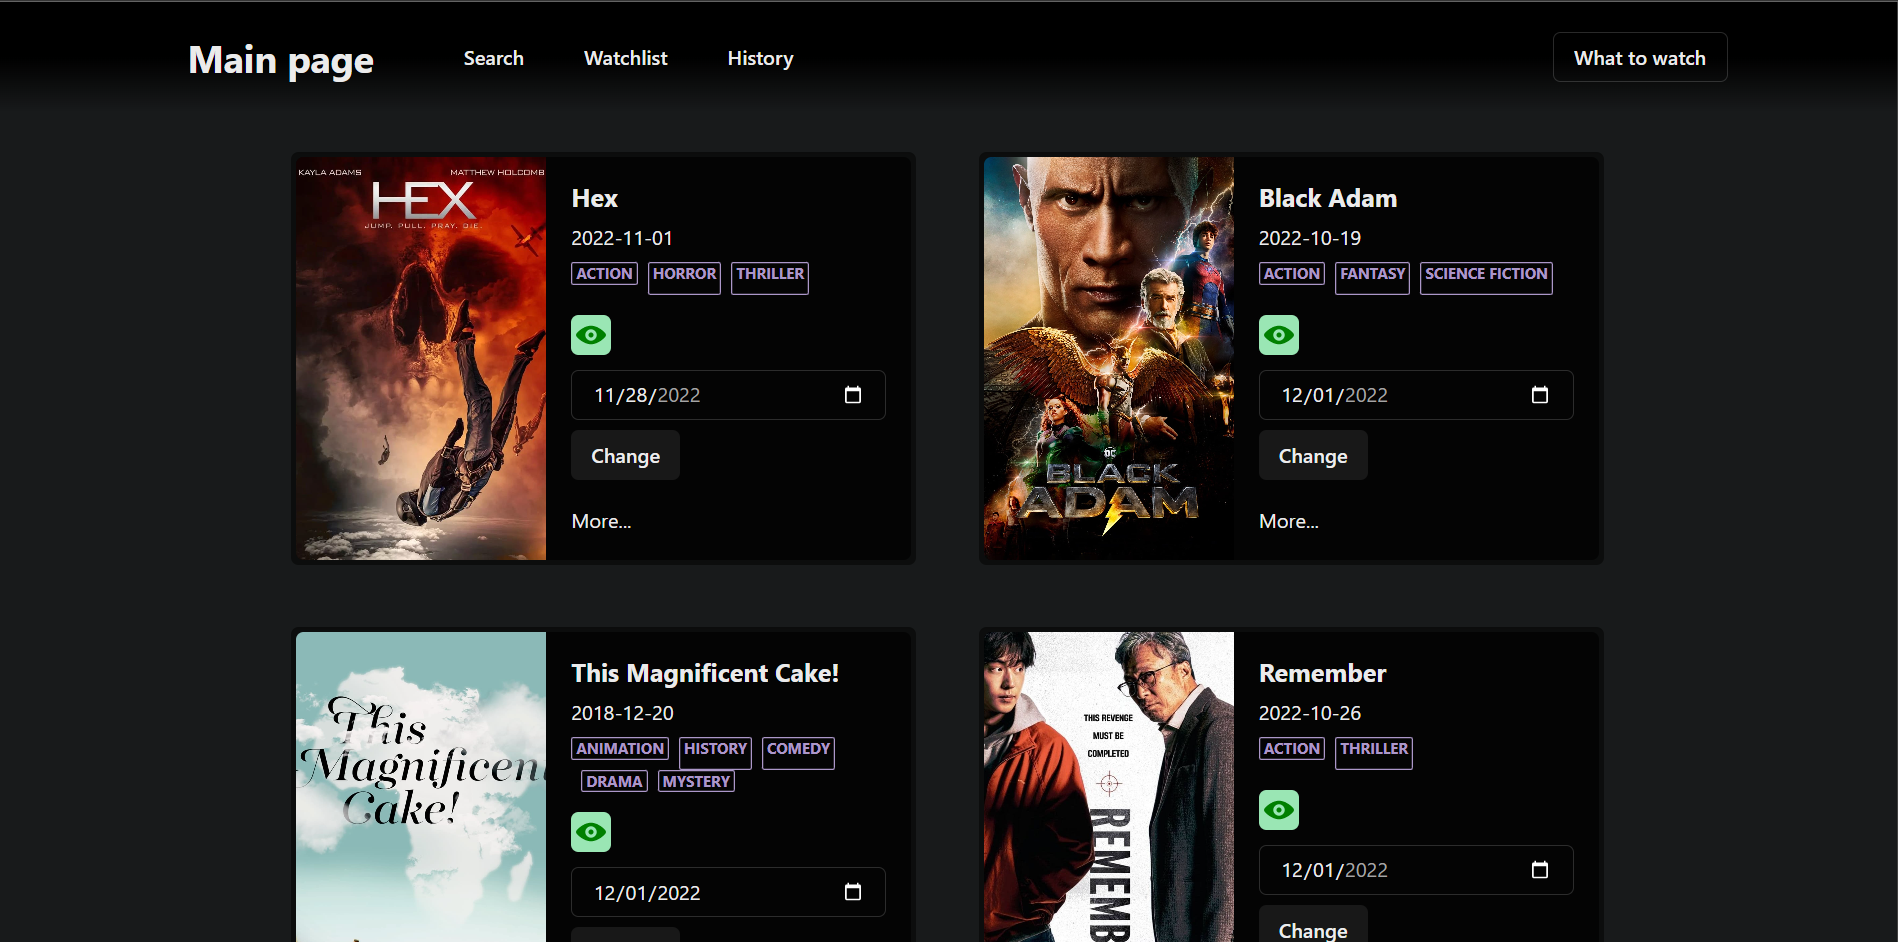 Main page
Search
Watchlist
History
What to watch
KAYLA ADAMS
MATTHEW HOLCOMB
HEX
JUMP. PULL. PRAY. DIE.
Hex
2022-11-01
ACTION HORROR THRILLER
11/28/2022
Change
More...
DC
BLACK
ADAM
Black Adam
2022-10-19
ACTION FANTASY SCIENCE FICTION
12/01/2022
Change
More...
This
Magnificent
Cake!
This Magnificent Cake!
2018-12-20
ANIMATION HISTORY COMEDY
DRAMA MYSTERY
12/01/2022
THIS REVENGE
MUST BE
COMPLETED
REMEMB
Remember
2022-10-26
ACTION THRILLER
12/01/2022
Change